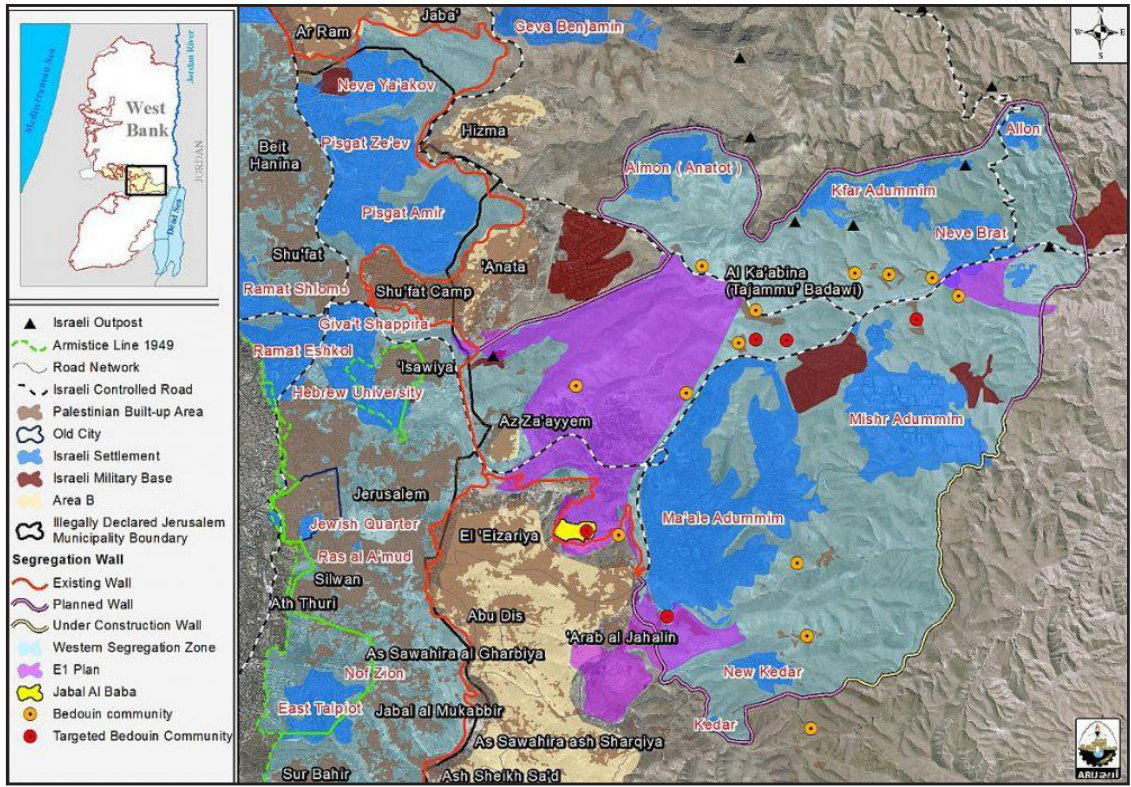 Mediterranean Sea
Jordan River
West
Bank
JORDAN
Dead Sea
Israeli Outpost
Armistice Line 1949
Road Network
Israeli Controlled Road
Palestinian Built-up Area
Old City
Israeli Settlement
Israeli Military Base
Area B
Illegally Declared Jerusalem
Municipality Boundary
Segregation Wall
Existing Wall
Planned Wall
Under Construction Wall
Western Segregation Zone
E1 Plan
Jabal Al Baba
Bedouin community
Targeted Bedouin Community
Jaba'
Ar Ram
Geva Benjamin
N
W
E
S
Neve Ya'akov
Hizma
Pisgat Ze'ev
Beit
Hanina
Allon
Almon ( Anatot )
Kfar Adummim
Pisgat Amir
Neve Brat
Shu'fat
'Anata
Al Ka'abina
(Tajammu' Badawi)
Ramat Shlomo
Shu'fat Camp
Giva't Shappira
Ramat Eshkol
'Isawiya
Hebrew University
Az Za'ayyem
Mishr Adummim
Jerusalem
Jewish Quarter
Ma'ale Adummim
El 'Eizariya
Ras al A'mud
Silwan
Ath Thuri
Abu Dis
'Arab al Jahalin
As Sawahira al Gharbiya
Nof Zion
New Kedar
East Talpiot
Jabal al Mukabbir
Kedar
As Sawahira ash Sharqiya
Sur Bahir
Ash Sheikh Sa'd